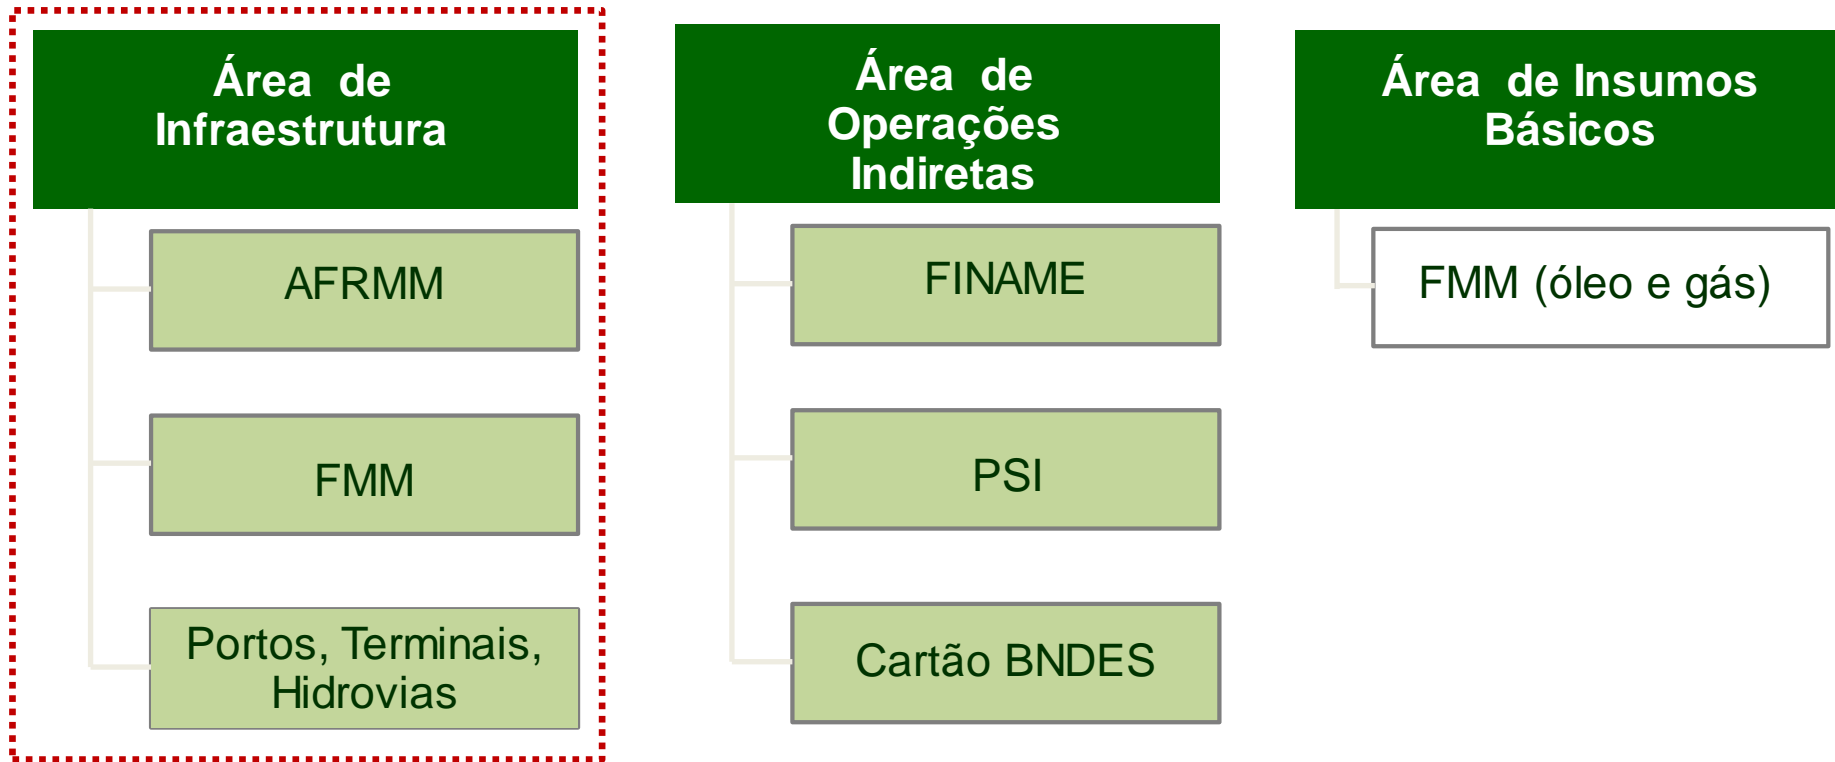 Área de
Infraestrutura
AFRMM
FMM
Portos, Terminais,
Hidrovias
Área de
Operações
Indiretas
FINAME
PSI
Cartão BNDES
Área de Insumos
Básicos
FMM (óleo e gás)